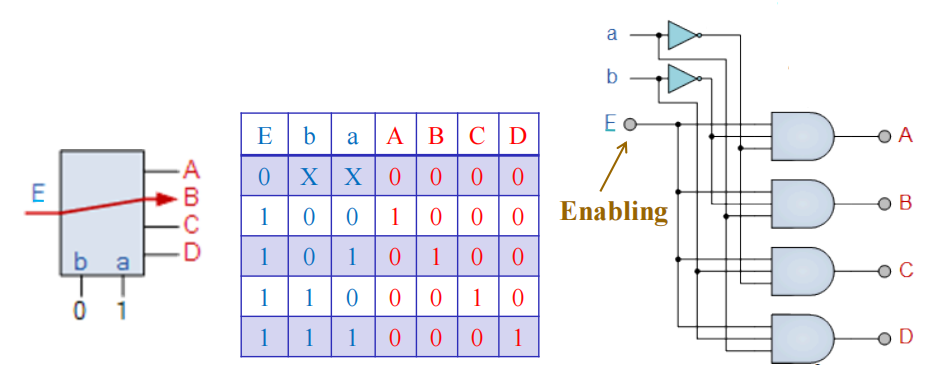 E
A
B
C
D
b a
0 1
E b a A B C D
0 X X 0 0 0 0
1 0 0 1 0 0 0
1 0 1 0 1 0 0
1 1 0 0 0 1 0
1 1 1 0 0 0 1
a
b
E
Enabling
A
B
C
D